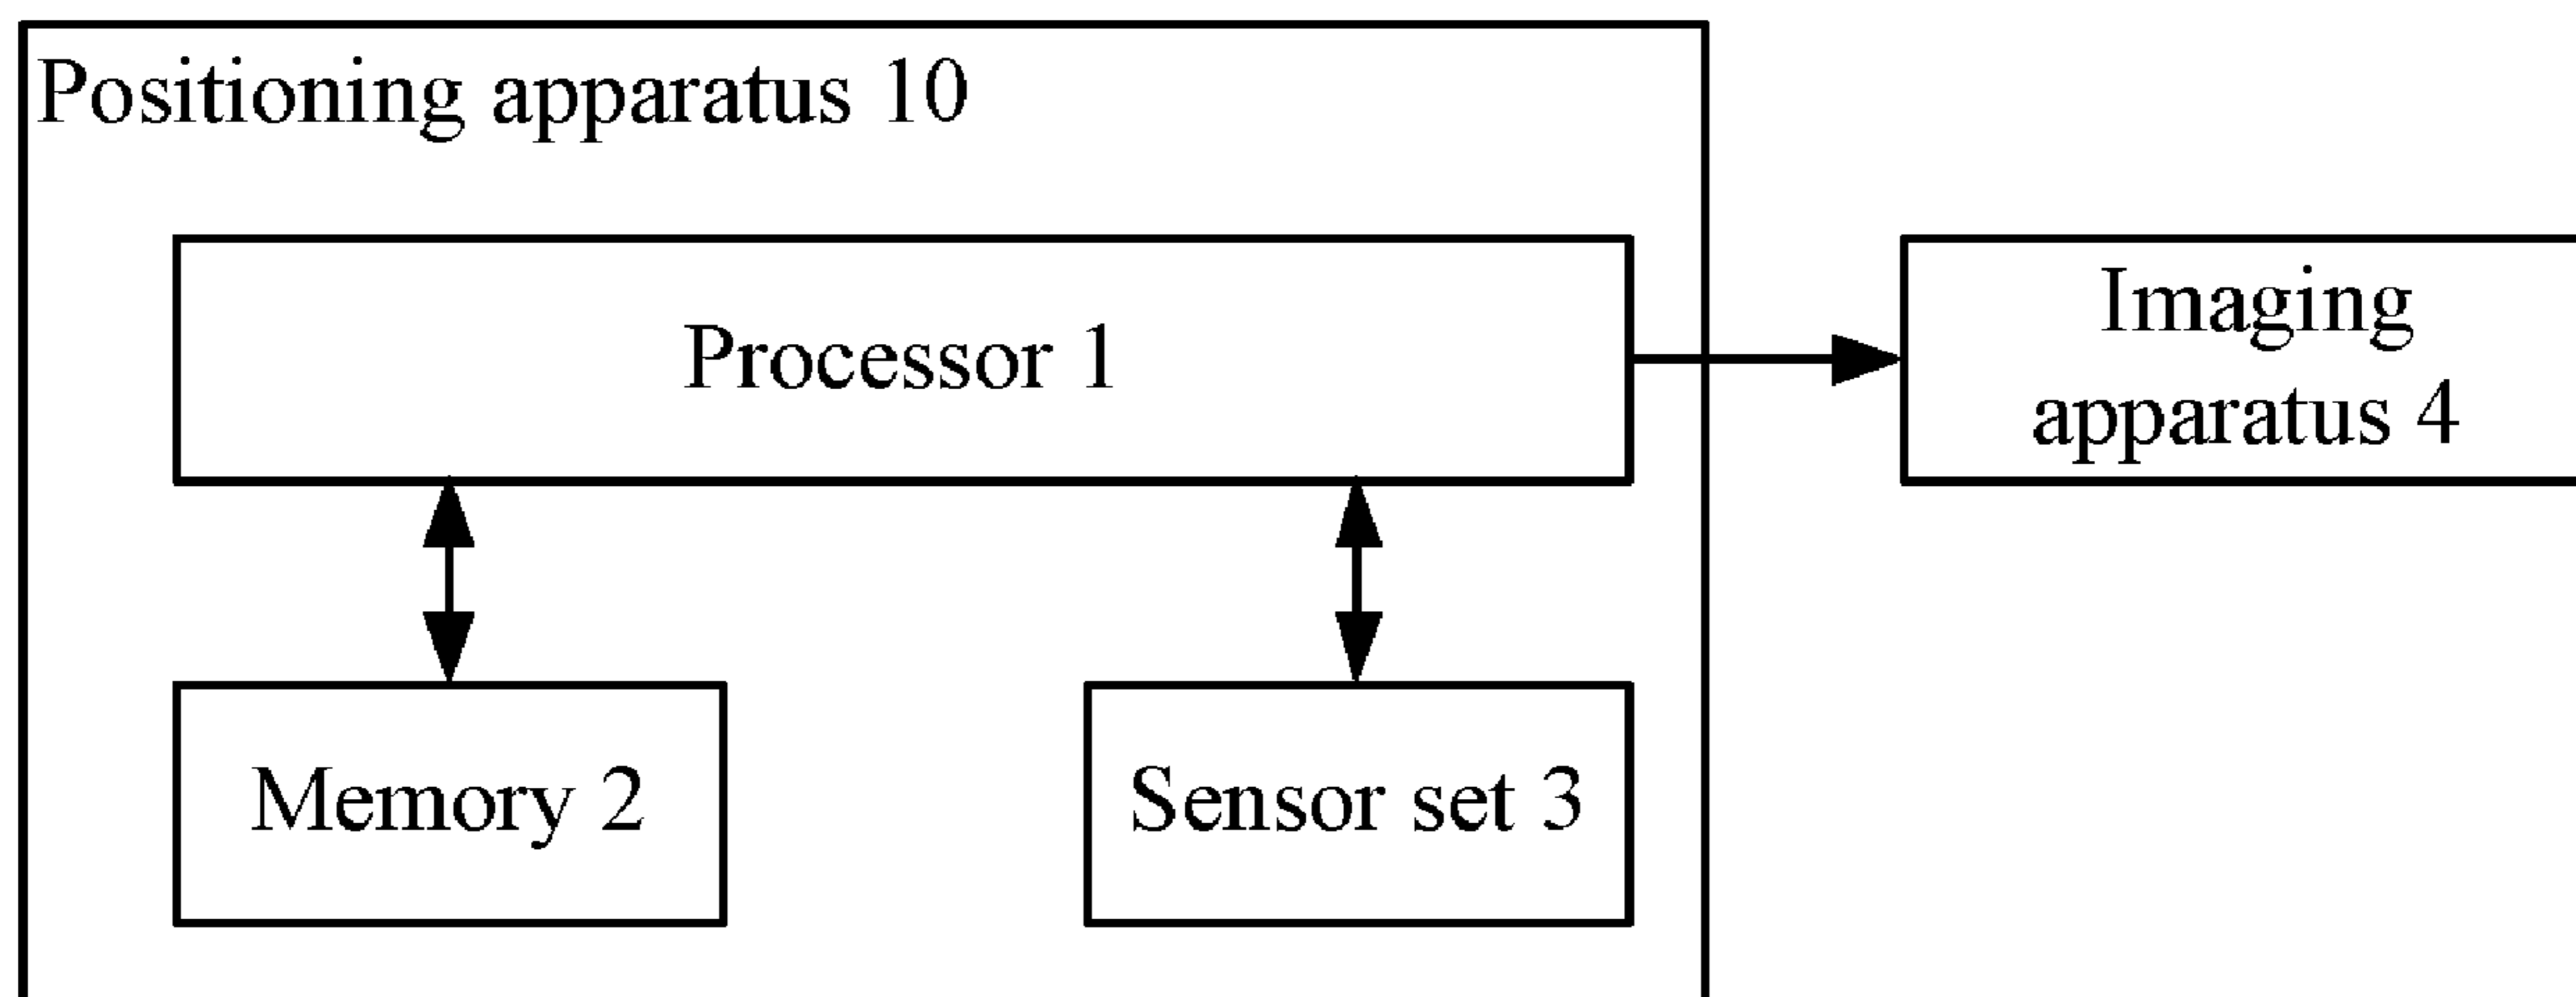 Positioning apparatus 10
Processor 1
Imaging
apparatus 4
Memory 2
Sensor set 3